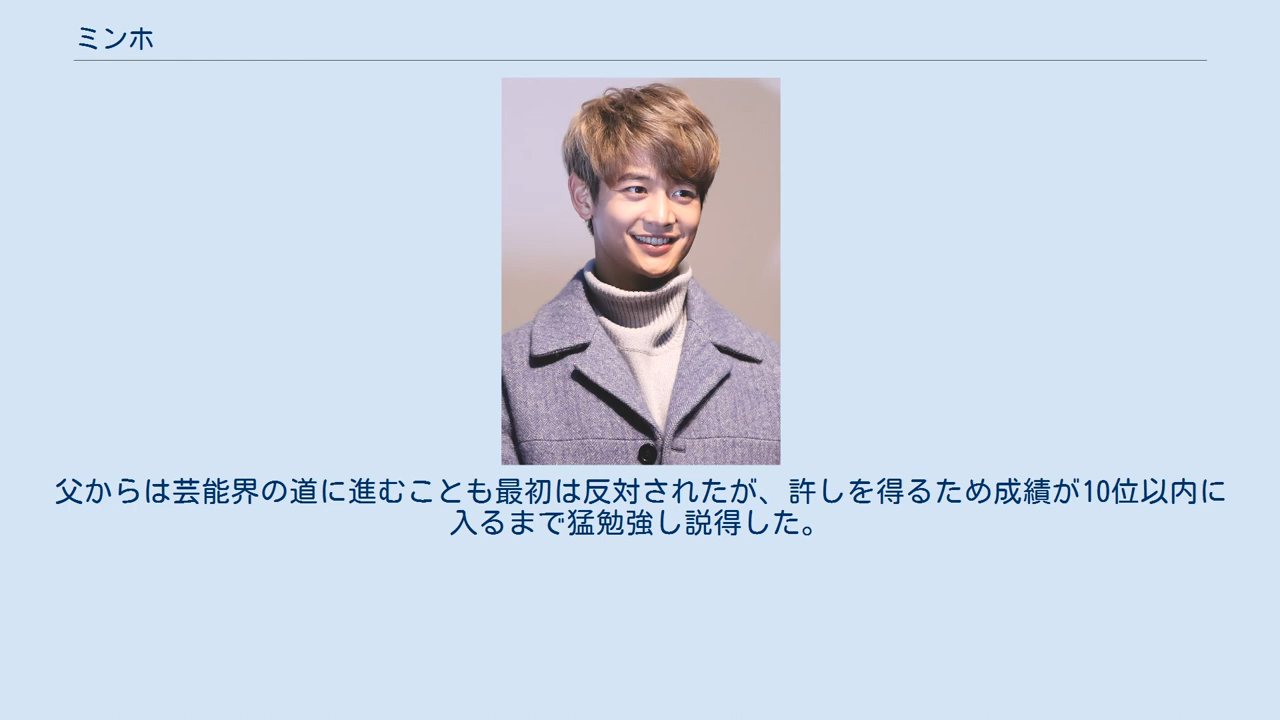 ミンホ
父からは芸能界の道に進むことも最初は反対されたが、許しを得るため成績が10位以内に
入るまで猛勉強し説得した。